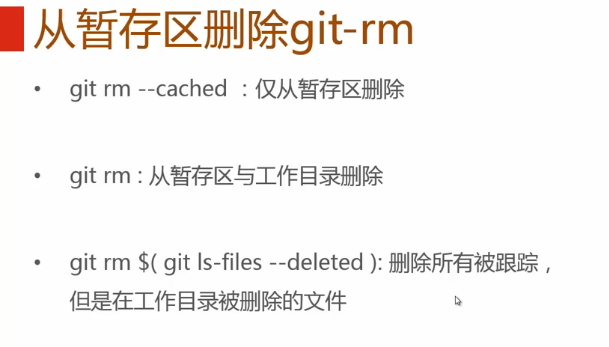 从暂存区删除git-rm
• git rm --cached ：仅从暂存区删除
• git rm : 从暂存区与工作目录删除
• git rm $( git ls-files --deleted ): 删除所有被跟踪，
但是在工作目录被删除的文件